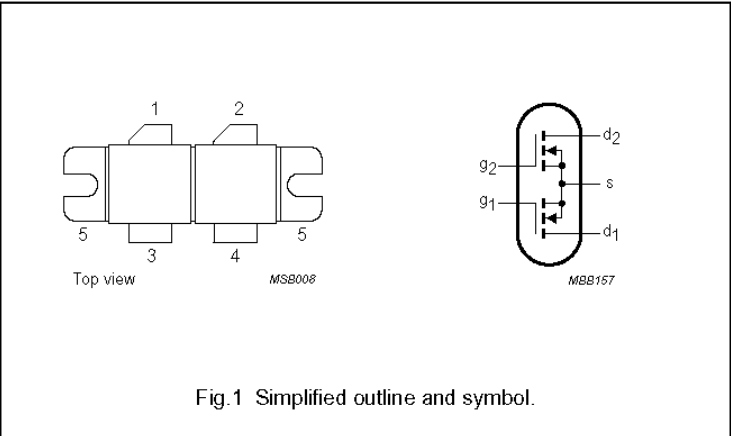 1 2
5 5
3 4
Top view MSB008
d2
g2
s
g1
d1
MBB157
Fig.1 Simplified outline and symbol.